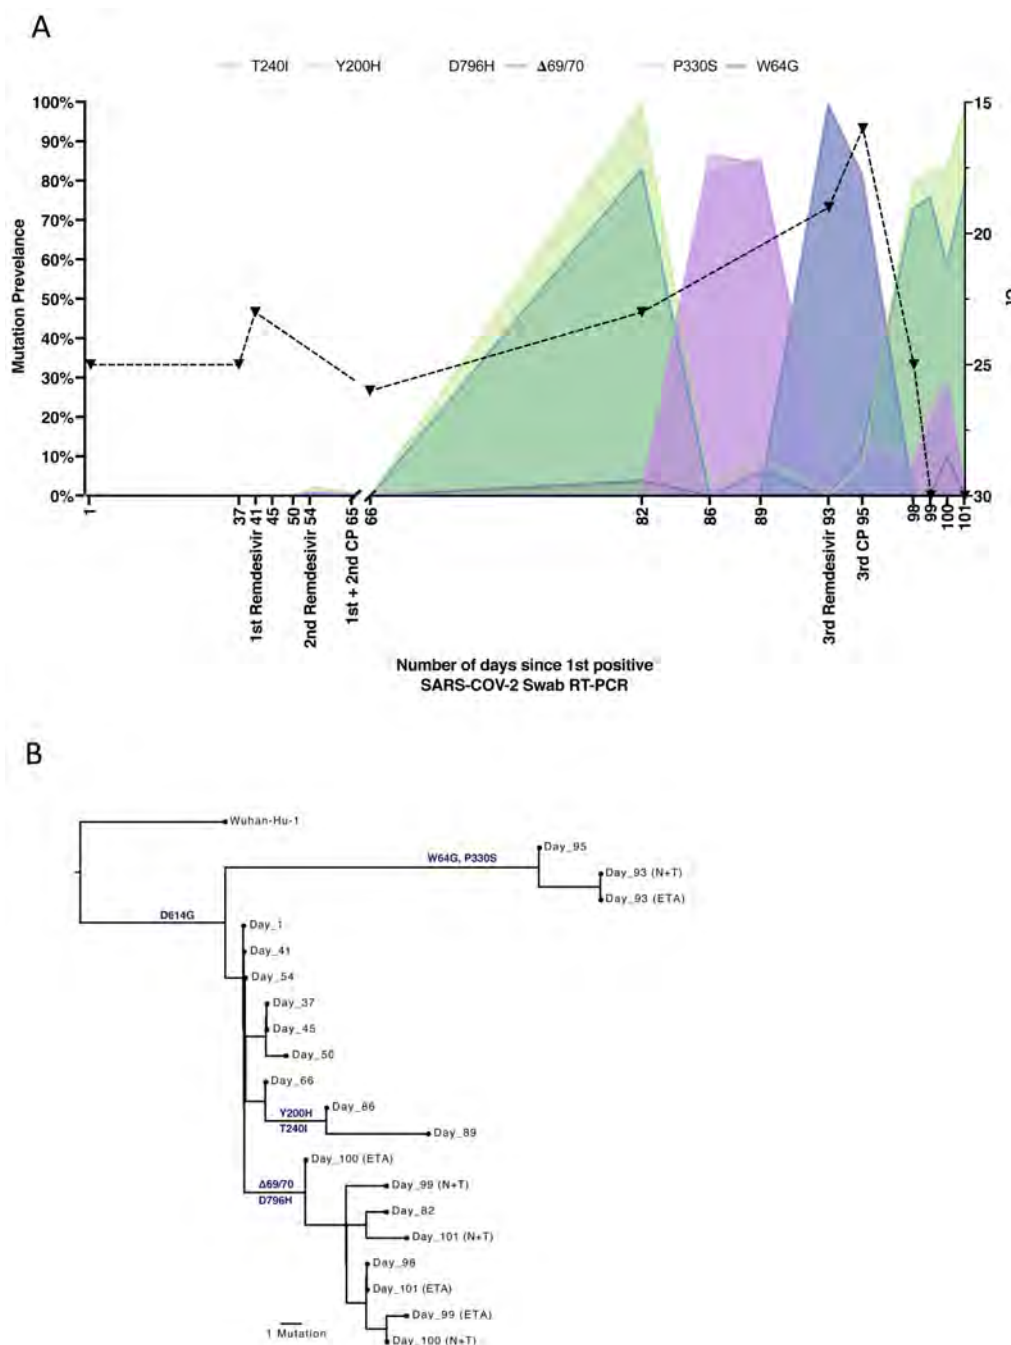 A
T240I Y200H D796H Δ69/70 P330S W64G
100%
90%
80%
70%
60%
50%
40%
30%
20%
10%
0%
Mutation Prevelance
15
20
25
30
1
37
1st Remdesivir 41
45
50
2nd Remdesivir 54
1st + 2nd CP 65
66
82
86
89
3rd Remdesivir 93
3rd CP 95
98
99
100
101
Number of days since 1st positive
SARS-COV-2 Swab RT-PCR
B
Wuhan-Hu-1
Day_95
W64G, P330S
Day_93 (N+T)
Day_93 (ETA)
D614G
Day_1
Day_41
Day_54
Day_37
Day_45
Day_50
Day_66
Day_86
Y200H
T240I
Day_89
Day_100 (ETA)
Δ69/70
D796H
Day_99 (N+T)
Day_82
Day_101 (N+T)
Day_98
Day_101 (ETA)
Day_99 (ETA)
1 Mutation
Day_100 (N+T)